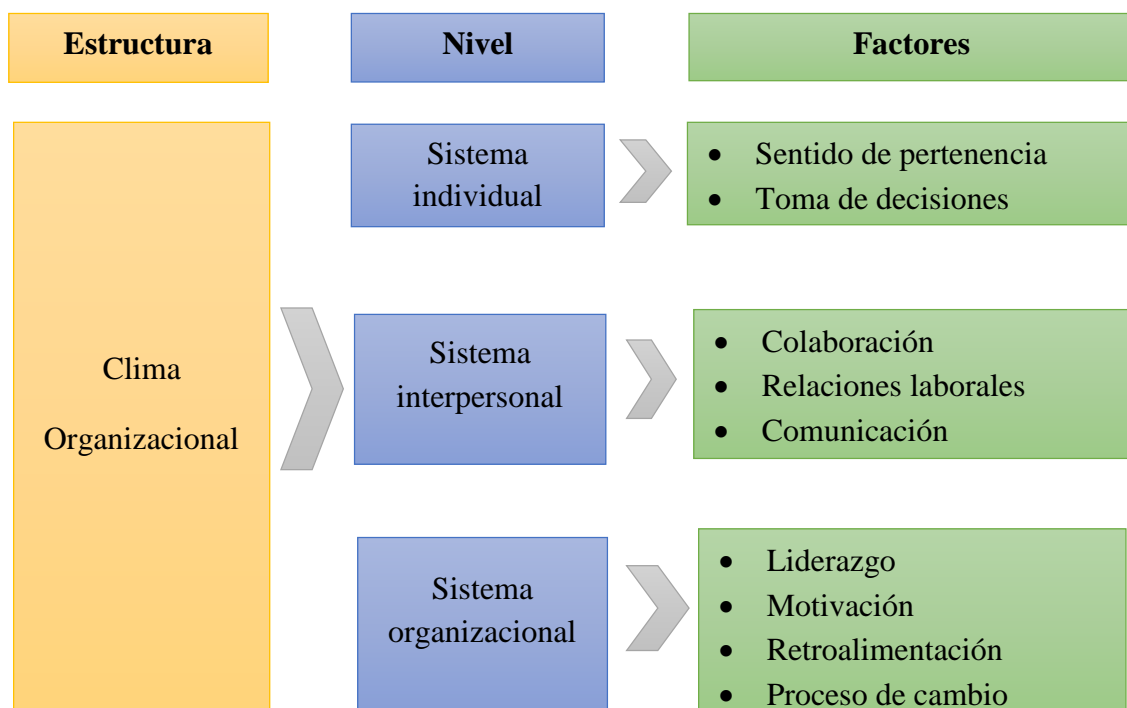 Estructura
Nivel
Factores
Clima
Organizacional
Sistema
individual
• Sentido de pertenencia
• Toma de decisiones
Sistema
interpersonal
• Colaboración
• Relaciones laborales
• Comunicación
Sistema
organizacional
• Liderazgo
• Motivación
• Retroalimentación
• Proceso de cambio